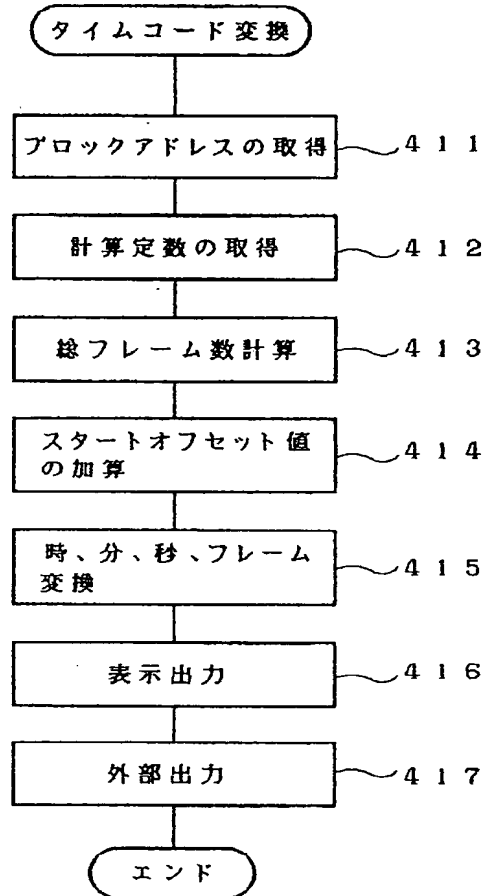 タイムコード変換
ブロックアドレスの取得 411
計算定数の取得 412
総フレーム数計算 413
スタートオフセット値
の加算 414
時、分、秒、フレーム
変換 415
表示出力 416
外部出力 417
エンド